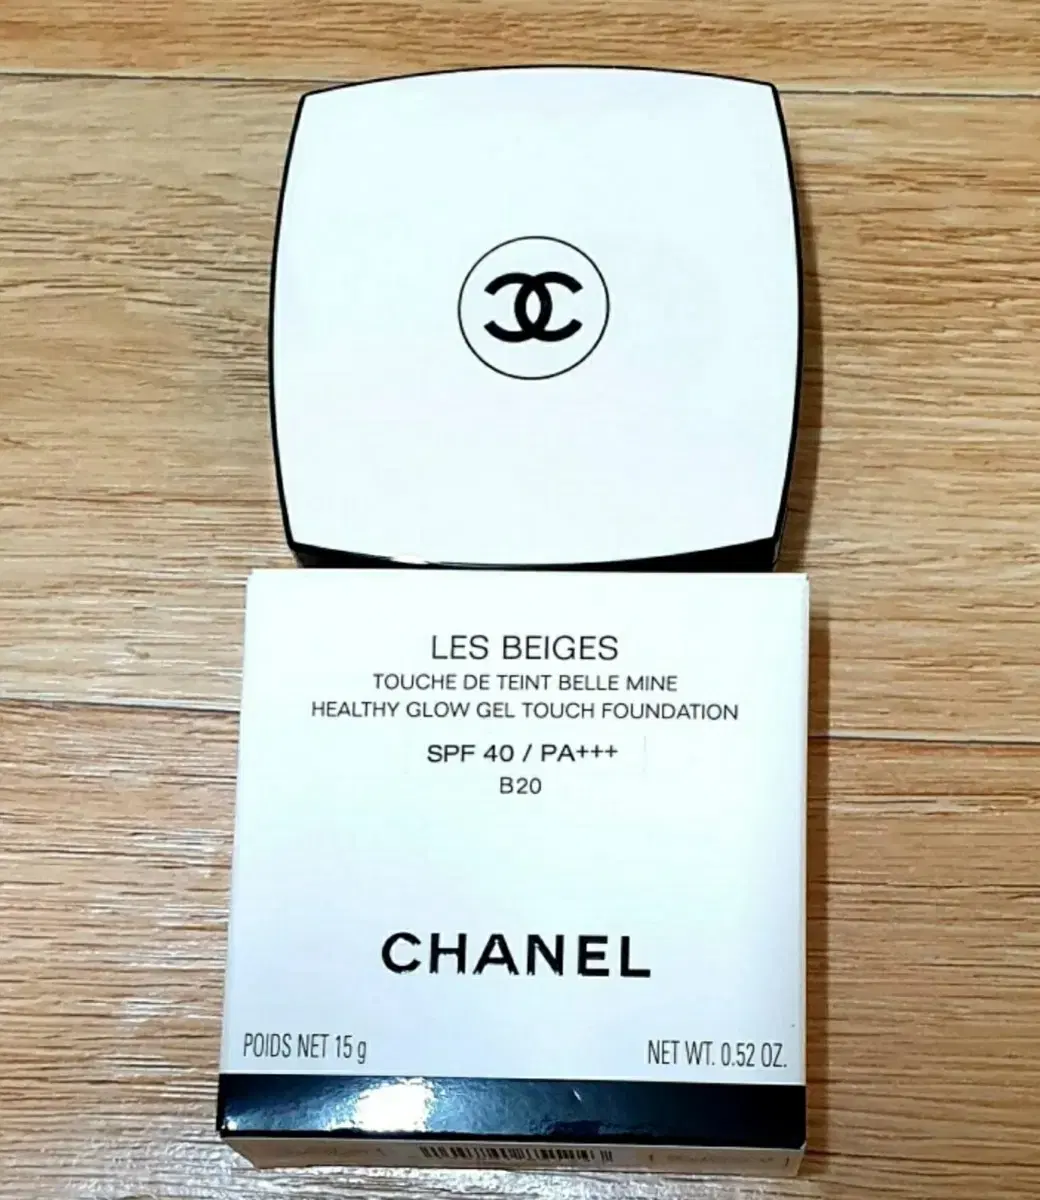 LES BEIGES
TOUCHE DE TEINT BELLE MINE
HEALTHY GLOW GEL TOUCH FOUNDATION
SPF 40 / PA+++
B20
CHANEL
POIDS NET 15 g
NET WT. 0.52 OZ.